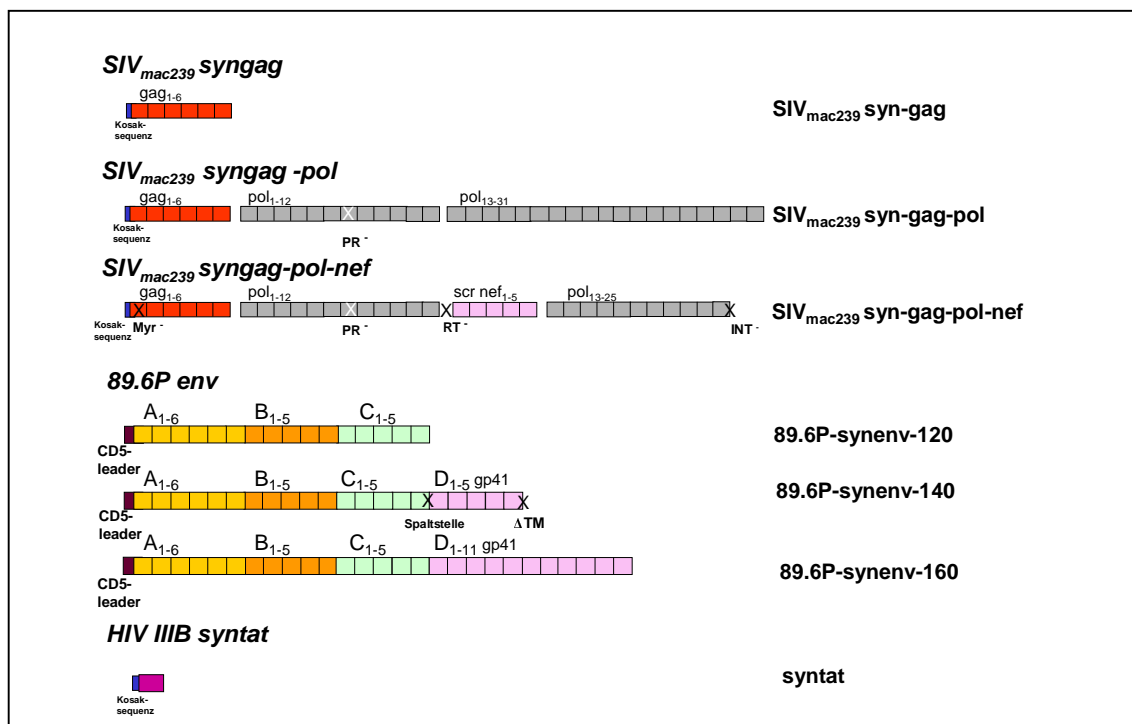 SIVmac239 syngag
gag1-6
SIVmac239 syn-gag
Kosak-
sequenz
SIVmac239 syngag -pol
gag1-6 pol1-12 pol13-31
X
SIVmac239 syn-gag-pol
Kosak-
sequenz
PR -
SIVmac239 syngag-pol-nef
gag1-6 pol1-12 scr nef1-5 pol13-25
X X X X
SIVmac239 syn-gag-pol-nef
Kosak-
sequenz
Myr - PR - RT - INT -
89.6P env
A1-6 B1-5 C1-5
89.6P-synenv-120
CD5-
leader
A1-6 B1-5 C1-5 D1-5 gp41
X X
89.6P-synenv-140
CD5-
leader
Spaltstelle ΔTM
A1-6 B1-5 C1-5 D1-11 gp41
89.6P-synenv-160
CD5-
leader
HIV IIIB syntat
syntat
Kosak-
sequenz